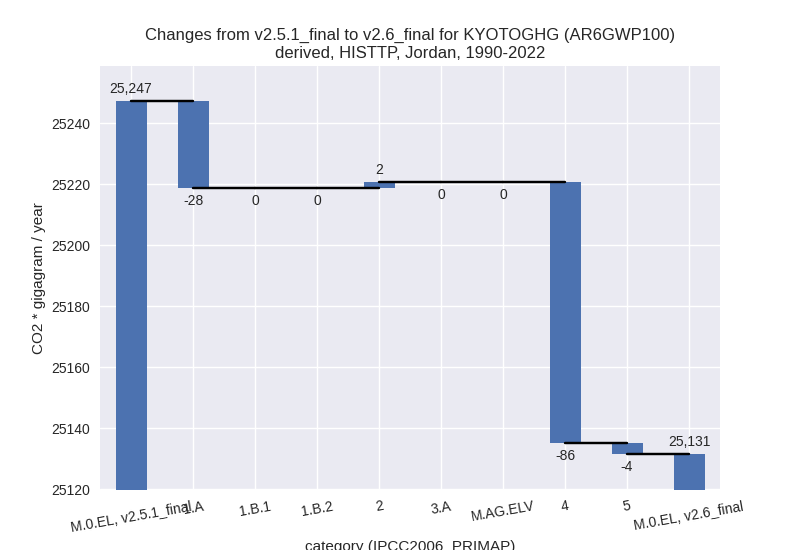 Changes from v2.5.1_final to v2.6_final for KYOTOGHG (AR6GWP100)
derived, HISTTP, Jordan, 1990-2022
CO2 * gigagram / year
25240
25220
25200
25180
25160
25140
25120
25,247
-28
0
0
2
0
0
-86
-4
25,131
M.0.EL, v2.5.1_final
1.A
1.B.1
1.B.2
2
3.A
M.AG.ELV
4
5
M.0.EL, v2.6_final
category (IPCC2006_PRIMAP)